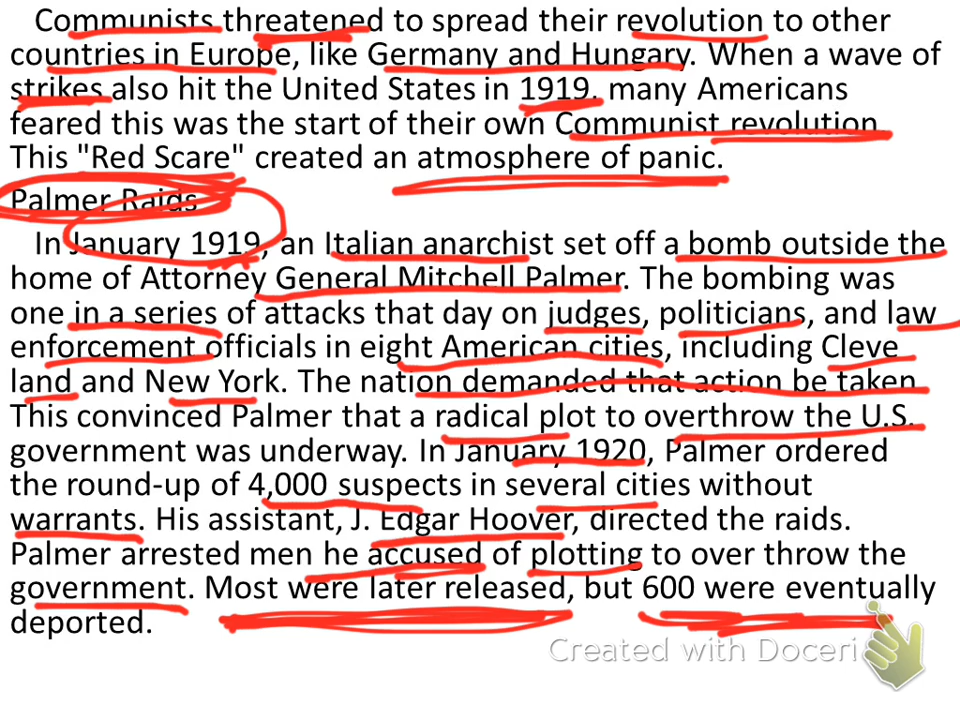 Communists threatened to spread their revolution to other
countries in Europe, like Germany and Hungary. When a wave of
strikes also hit the United States in 1919, many Americans
feared this was the start of their own Communist revolution.
This "Red Scare" created an atmosphere of panic.
Palmer Raids
In January 1919, an Italian anarchist set off a bomb outside the
home of Attorney General Mitchell Palmer. The bombing was
one in a series of attacks that day on judges, politicians, and law
enforcement officials in eight American cities, including Cleve
land and New York. The nation demanded that action be taken.
This convinced Palmer that a radical plot to overthrow the U.S.
government was underway. In January 1920, Palmer ordered
the round-up of 4,000 suspects in several cities without
warrants. His assistant, J. Edgar Hoover, directed the raids.
Palmer arrested men he accused of plotting to over throw the
government. Most were later released, but 600 were eventually
deported.
Created with Doceri